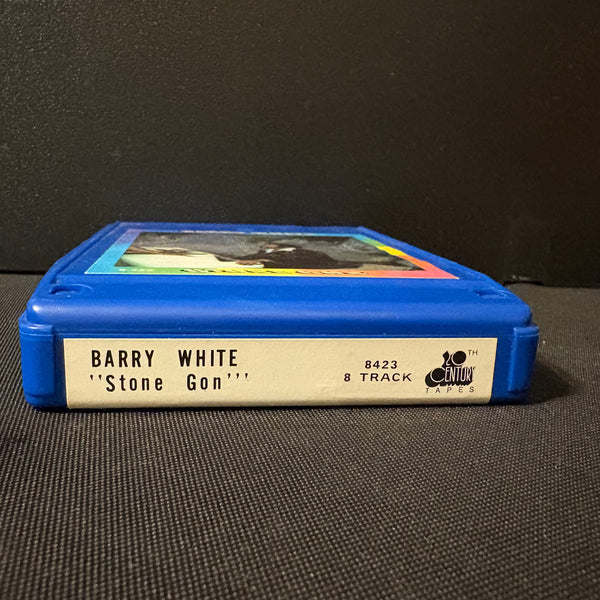 BARRY WHITE
"Stone Gon'"
8423
8 TRACK
20TH
CENTURY
TAPES